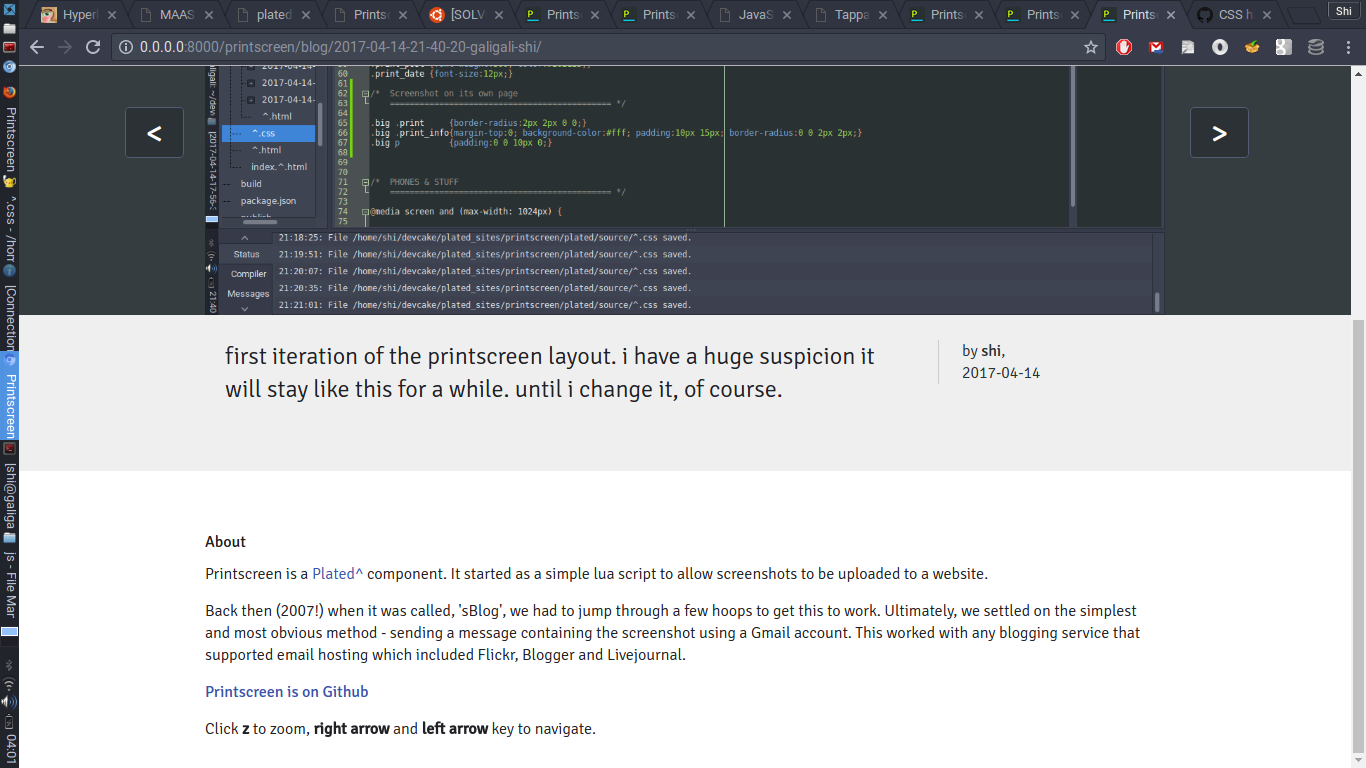 Hyperl
MAAS
plated
Printsc
[SOLV
Prints
Prints
JavaS
Tappa
Prints
Prints
Prints
CSS h
Shi
0.0.0.0:8000/printscreen/blog/2017-04-14-21-40-20-galigali-shi/
2017-04-14-
2017-04-14-
^.html
^.css
^.html
index.^.html
build
package.json
60 .print_date {font-size:12px;}
61
62 /* Screenshot on its own page
63 ============================================= */
64
65 .big .print {border-radius:2px 2px 0 0;}
66 .big .print_info{margin-top:0; background-color:#fff; padding:10px 15px; border-radius:0 0 2px 2px;}
67 .big p {padding:0 0 10px 0;}
68
69
70
71 /* PHONES & STUFF
72 ============================================= */
73
74 @media screen and (max-width: 1024px) {
75
<
>
Status
Compiler
Messages
21:18:25: File /home/shi/devcake/plated_sites/printscreen/plated/source/^.css saved.
21:19:51: File /home/shi/devcake/plated_sites/printscreen/plated/source/^.css saved.
21:20:07: File /home/shi/devcake/plated_sites/printscreen/plated/source/^.css saved.
21:20:35: File /home/shi/devcake/plated_sites/printscreen/plated/source/^.css saved.
21:21:01: File /home/shi/devcake/plated_sites/printscreen/plated/source/^.css saved.
21:40
first iteration of the printscreen layout. i have a huge suspicion it
will stay like this for a while. until i change it, of course.
by shi,
2017-04-14
About
Printscreen is a Plated^ component. It started as a simple lua script to allow screenshots to be uploaded to a website.
Back then (2007!) when it was called, 'sBlog', we had to jump through a few hoops to get this to work. Ultimately, we settled on the simplest
and most obvious method - sending a message containing the screenshot using a Gmail account. This worked with any blogging service that
supported email hosting which included Flickr, Blogger and Livejournal.
Printscreen is on Github
Click z to zoom, right arrow and left arrow key to navigate.
Printscreen
^.css - /hom
[Connection
Printscreen
[shi@galiga
js - File Mar
04:01